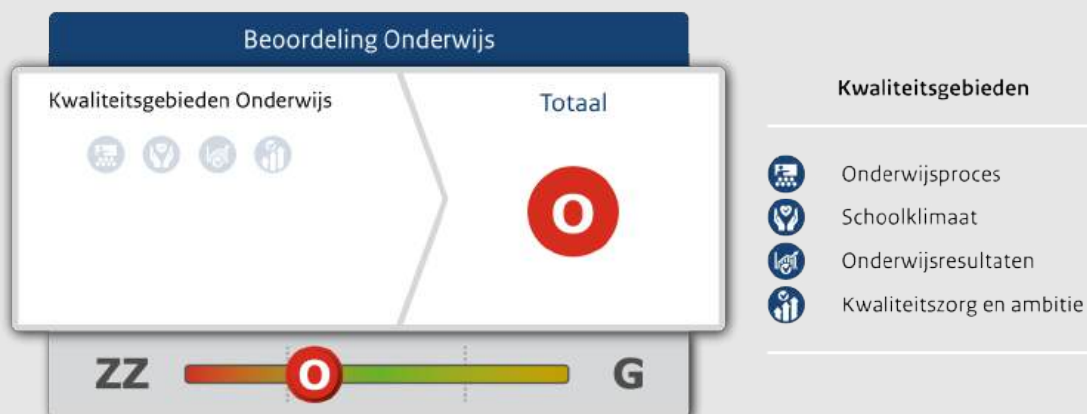 Beoordeling Onderwijs
Kwaliteitsgebieden Onderwijs
Totaal
O
ZZ
O
G
Kwaliteitsgebieden
Onderwijsproces
Schoolklimaat
Onderwijsresultaten
Kwaliteitszorg en ambitie